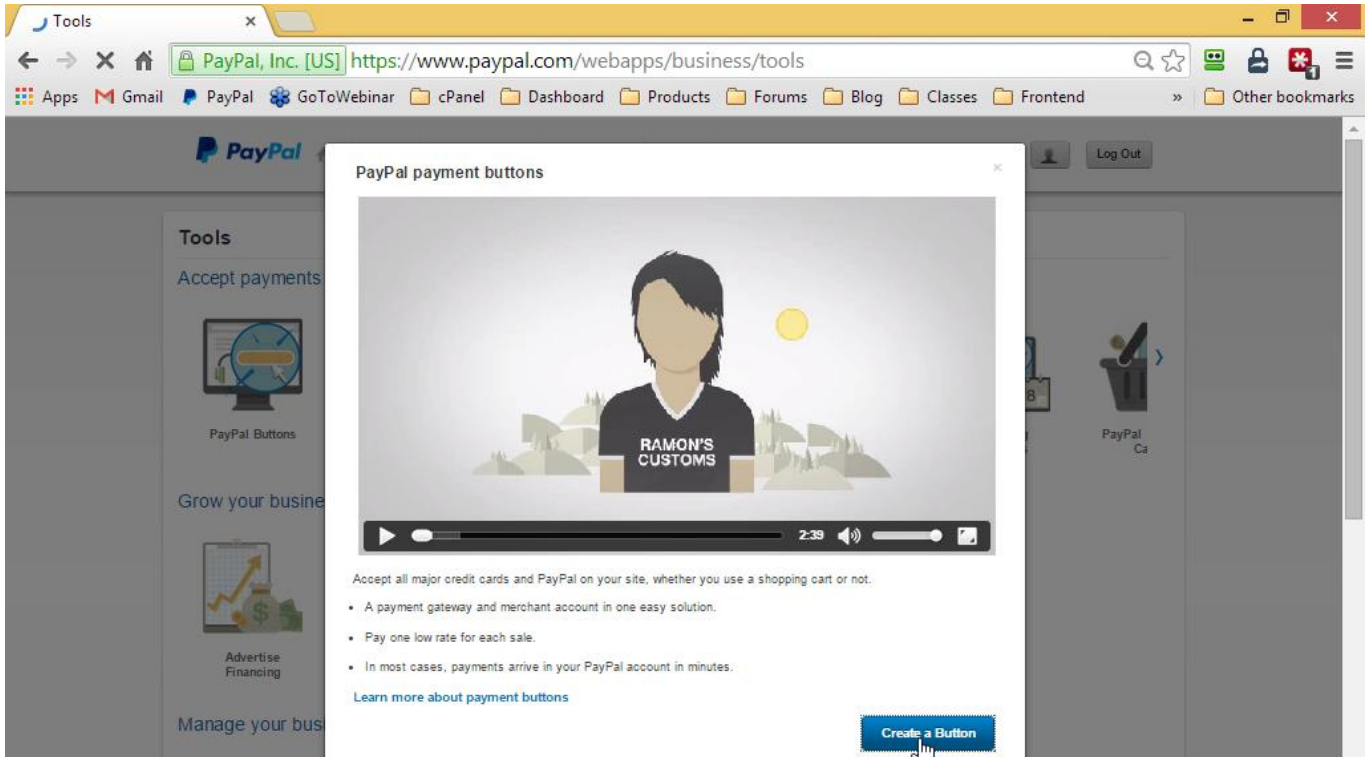 Tools
PayPal, Inc. [US] https://www.paypal.com/webapps/business/tools
Apps Gmail PayPal GoToWebinar cPanel Dashboard Products Forums Blog Classes Frontend » Other bookmarks
PayPal Log Out
PayPal payment buttons
Tools
Accept payments
RAMON'S
CUSTOMS
PayPal Buttons
PayPal
Ca
Grow your busine
2:39
Accept all major credit cards and PayPal on your site, whether you use a shopping cart or not.
• A payment gateway and merchant account in one easy solution.
• Pay one low rate for each sale.
• In most cases, payments arrive in your PayPal account in minutes.
Advertise
Financing
Learn more about payment buttons
Manage your busi
Create a Button